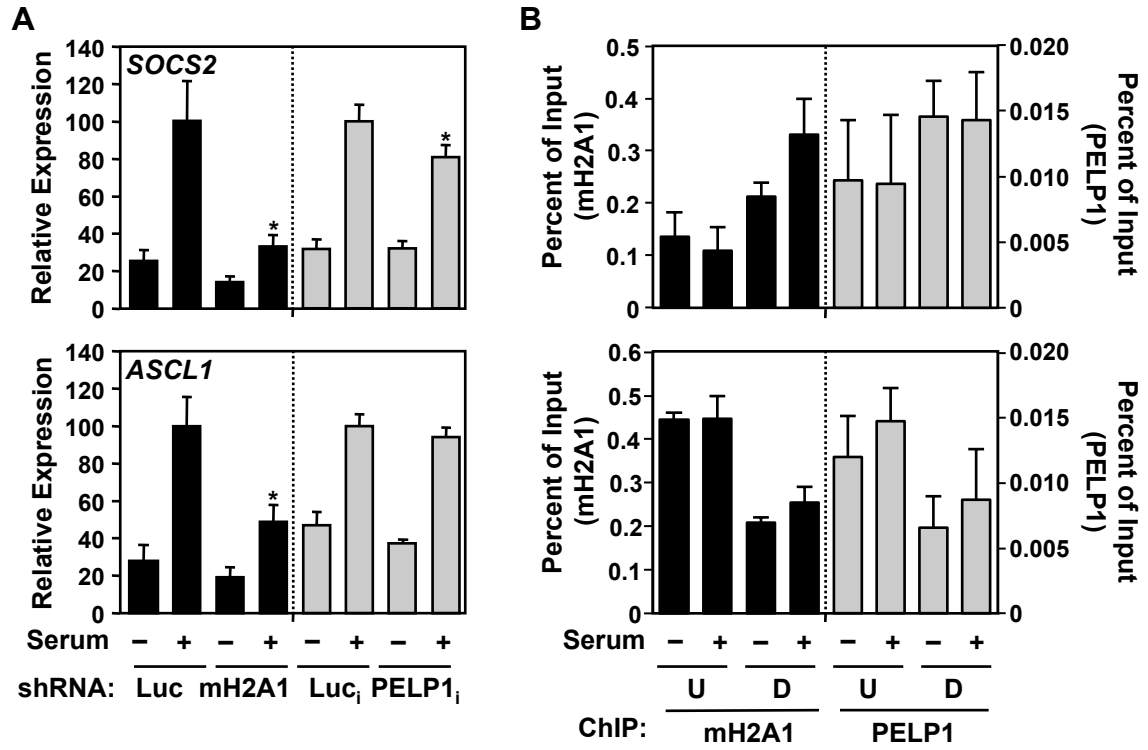 A
B
SOCS2
140
120
100
80
60
40
20
0
Relative Expression
*
*
0.5
0.4
0.3
0.2
0.1
0
Percent of Input
(mH2A1)
0.020
0.015
0.010
0.005
0
Percent of Input
(PELP1)
ASCL1
140
120
100
80
60
40
20
0
Relative Expression
*
0.6
0.5
0.4
0.3
0.2
0.1
0
Percent of Input
(mH2A1)
0.020
0.015
0.010
0.005
0
Percent of Input
(PELP1)
Serum − + − + − + − +
shRNA: Luc mH2A1 Luci PELP1i
Serum − + − + − + − +
U D U D
ChIP: mH2A1 PELP1